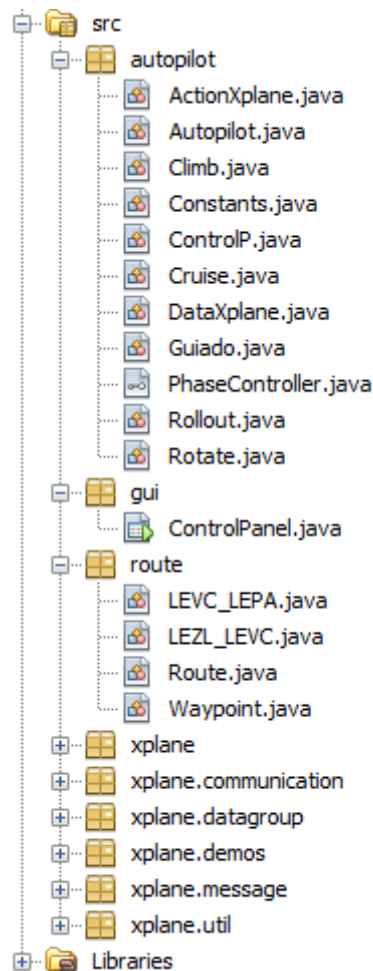 src
autopilot
ActionXplane.java
Autopilot.java
Climb.java
Constants.java
ControlP.java
Cruise.java
DataXplane.java
Guiado.java
PhaseController.java
Rollout.java
Rotate.java
gui
ControlPanel.java
route
LEVC_LEPA.java
LEZL_LEVC.java
Route.java
Waypoint.java
xplane
xplane.communication
xplane.datagroup
xplane.demos
xplane.message
xplane.util
Libraries